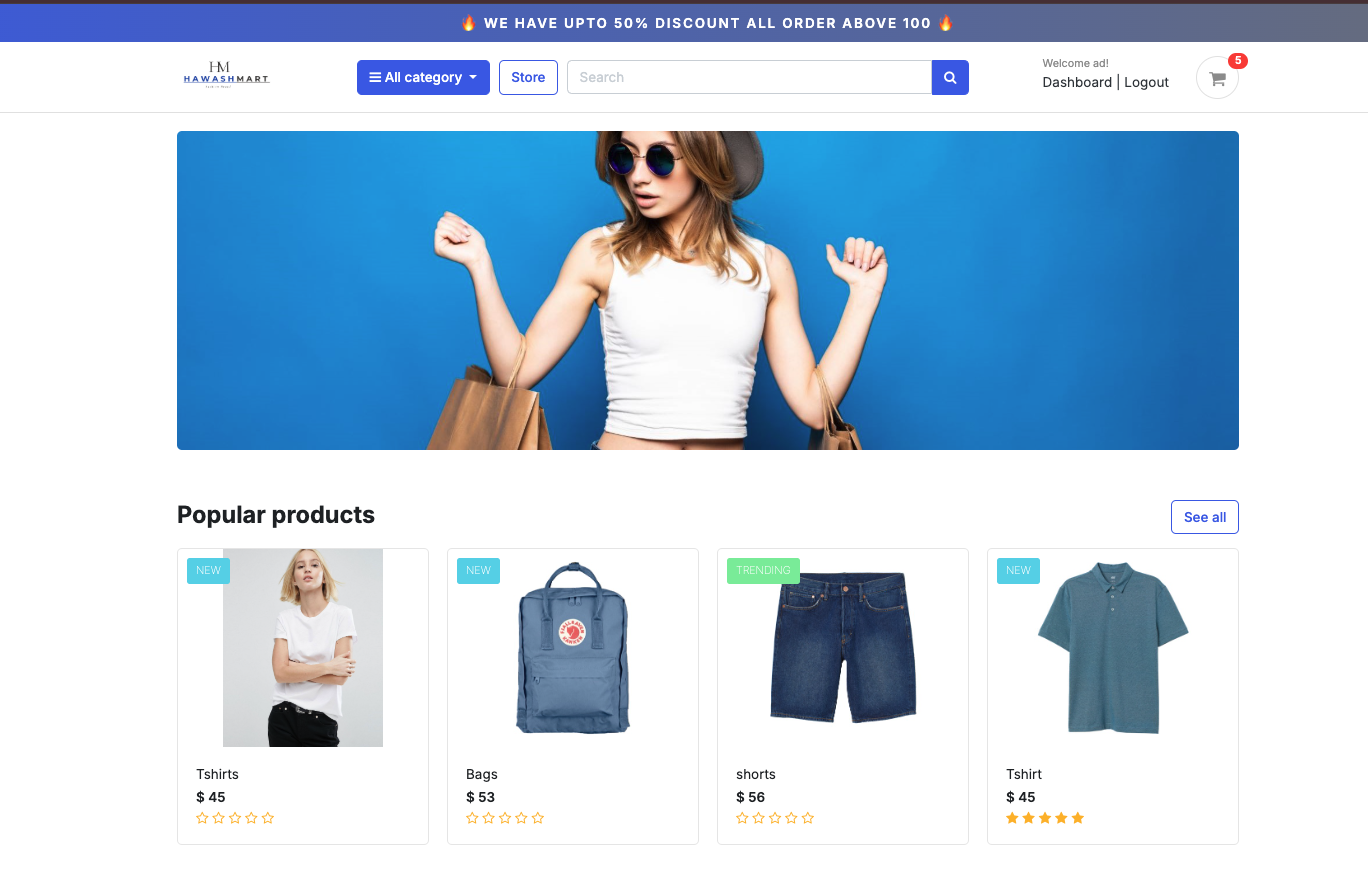 🔥 WE HAVE UPTO 50% DISCOUNT ALL ORDER ABOVE 100 🔥
HM
HAWASHMART
All category
Store
Search
Welcome ad!
Dashboard | Logout
5
Popular products
See all
NEW
NEW
TRENDING
NEW
Tshirts
$ 45
Bags
$ 53
shorts
$ 56
Tshirt
$ 45